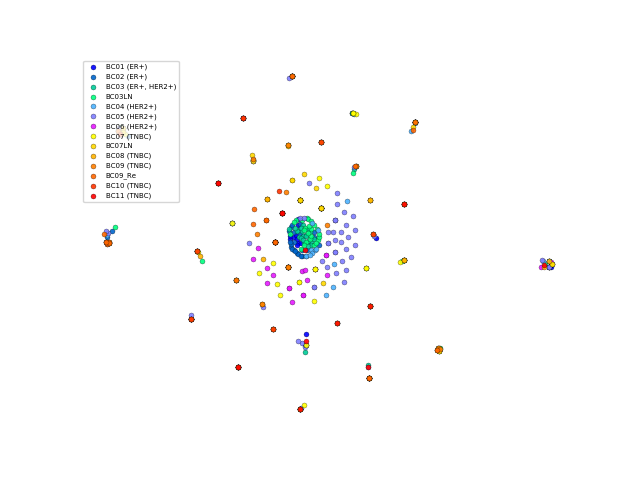 BC01 (ER+)
BC02 (ER+)
BC03 (ER+, HER2+)
BC03LN
BC04 (HER2+)
BC05 (HER2+)
BC06 (HER2+)
BC07 (TNBC)
BC07LN
BC08 (TNBC)
BC09 (TNBC)
BC09_Re
BC10 (TNBC)
BC11 (TNBC)